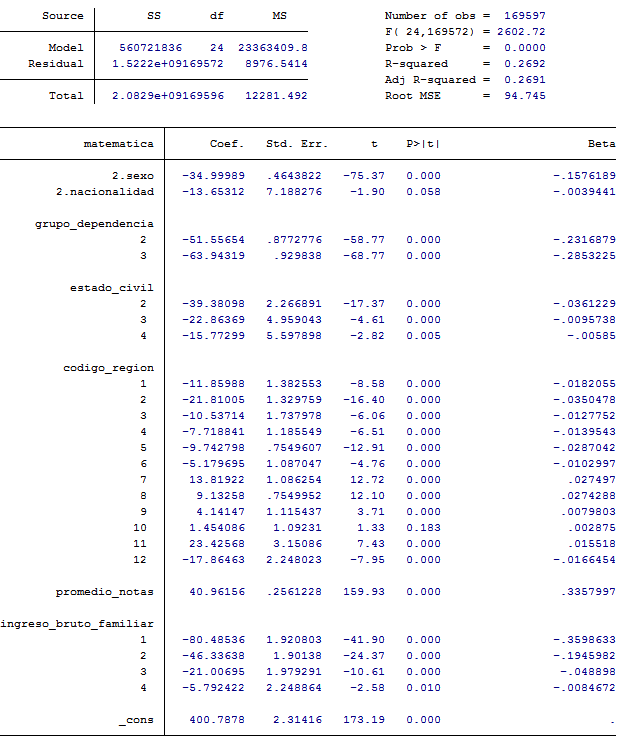 Source SS df MS Number of obs = 169597
F( 24,169572) = 2602.72
Model 560721836 24 23363409.8 Prob > F = 0.0000
Residual 1.5222e+09169572 8976.5414 R-squared = 0.2692
Adj R-squared = 0.2691
Total 2.0829e+09169596 12281.492 Root MSE = 94.745
matematica Coef. Std. Err. t P>|t| Beta
2.sexo -34.99989 .4643822 -75.37 0.000 -.1576189
2.nacionalidad -13.65312 7.188276 -1.90 0.058 -.0039441
grupo_dependencia
2 -51.55654 .8772776 -58.77 0.000 -.2316879
3 -63.94319 .929838 -68.77 0.000 -.2853225
estado_civil
2 -39.38098 2.266891 -17.37 0.000 -.0361229
3 -22.86369 4.959043 -4.61 0.000 -.0095738
4 -15.77299 5.597898 -2.82 0.005 -.00585
codigo_region
1 -11.85988 1.382553 -8.58 0.000 -.0182055
2 -21.81005 1.329759 -16.40 0.000 -.0350478
3 -10.53714 1.737978 -6.06 0.000 -.0127752
4 -7.718841 1.185549 -6.51 0.000 -.0139543
5 -9.742798 .7549607 -12.91 0.000 -.0287042
6 -5.179695 1.087047 -4.76 0.000 -.0102997
7 13.81922 1.086254 12.72 0.000 .027497
8 9.13258 .7549952 12.10 0.000 .0274288
9 4.14147 1.115437 3.71 0.000 .0079803
10 1.454086 1.09231 1.33 0.183 .002875
11 23.42568 3.15086 7.43 0.000 .015518
12 -17.86463 2.248023 -7.95 0.000 -.0166454
promedio_notas 40.96156 .2561228 159.93 0.000 .3357997
ingreso_bruto_familiar
1 -80.48536 1.920803 -41.90 0.000 -.3598633
2 -46.33638 1.90138 -24.37 0.000 -.1945982
3 -21.00695 1.979291 -10.61 0.000 -.048898
4 -5.792422 2.248864 -2.58 0.010 -.0084672
_cons 400.7878 2.31416 173.19 0.000 .